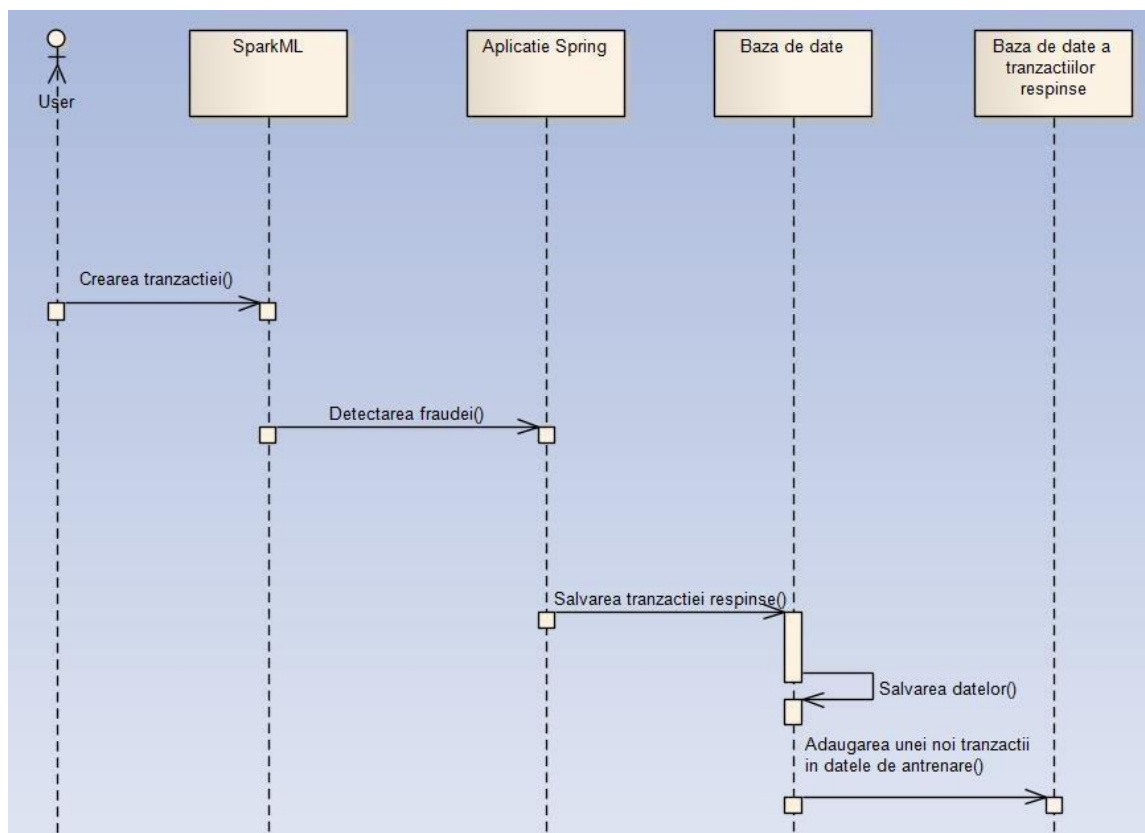 User
SparkML
Aplicatie Spring
Baza de date
Baza de date a
tranzactiilor
respinse
Crearea tranzactiei()
Detectarea fraudei()
Salvarea tranzactiei respinse()
Salvarea datelor()
Adaugarea unei noi tranzactii
in datele de antrenare()